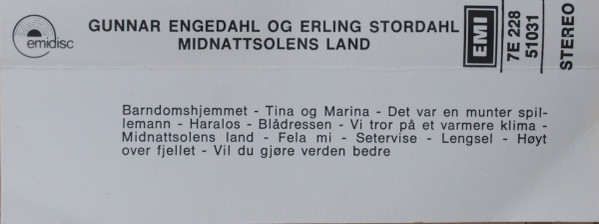 emidisc
GUNNAR ENGEDAHL OG ERLING STORDAHL
MIDNATTSOLENS LAND
EMI
7E 228
51031
STEREO
Barndomshjemmet - Tina og Marina - Det var en munter spil-
lemann - Haralos - Blådressen - Vi tror på et varmere klima -
Midnattsolens land - Fela mi - Setervise - Lengsel - Høyt
over fjellet - Vil du gjøre verden bedre